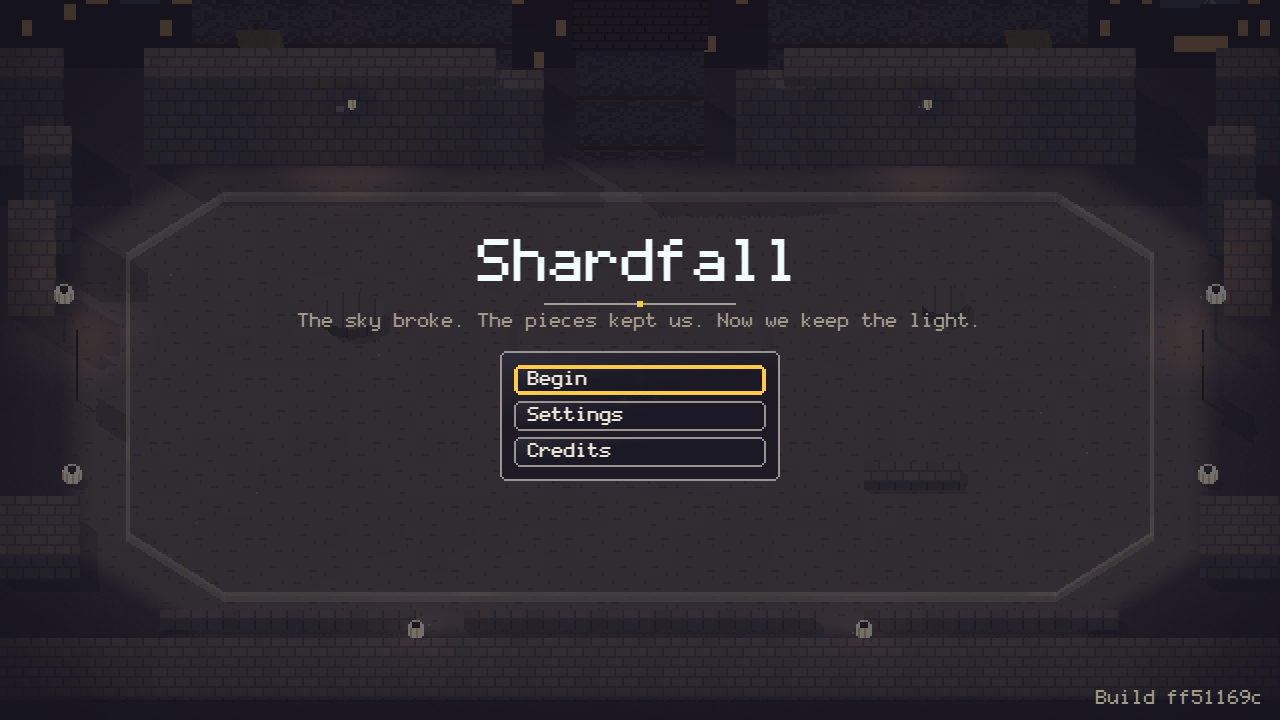 Shardfall
The sky broke. The pieces kept us. Now we keep the light.
Begin
Settings
Credits
Build ff51169c